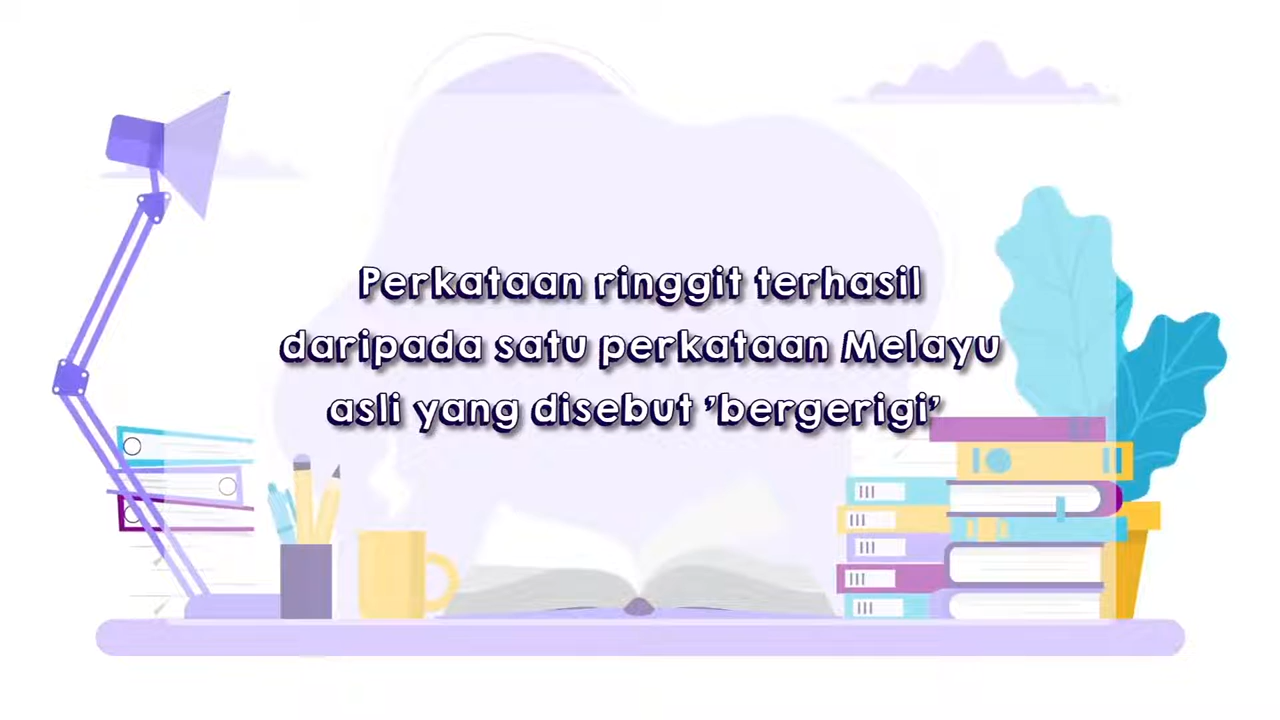 Perkataan ringgit terhasil
daripada satu perkataan Melayu
asli yang disebut 'bergerigi'